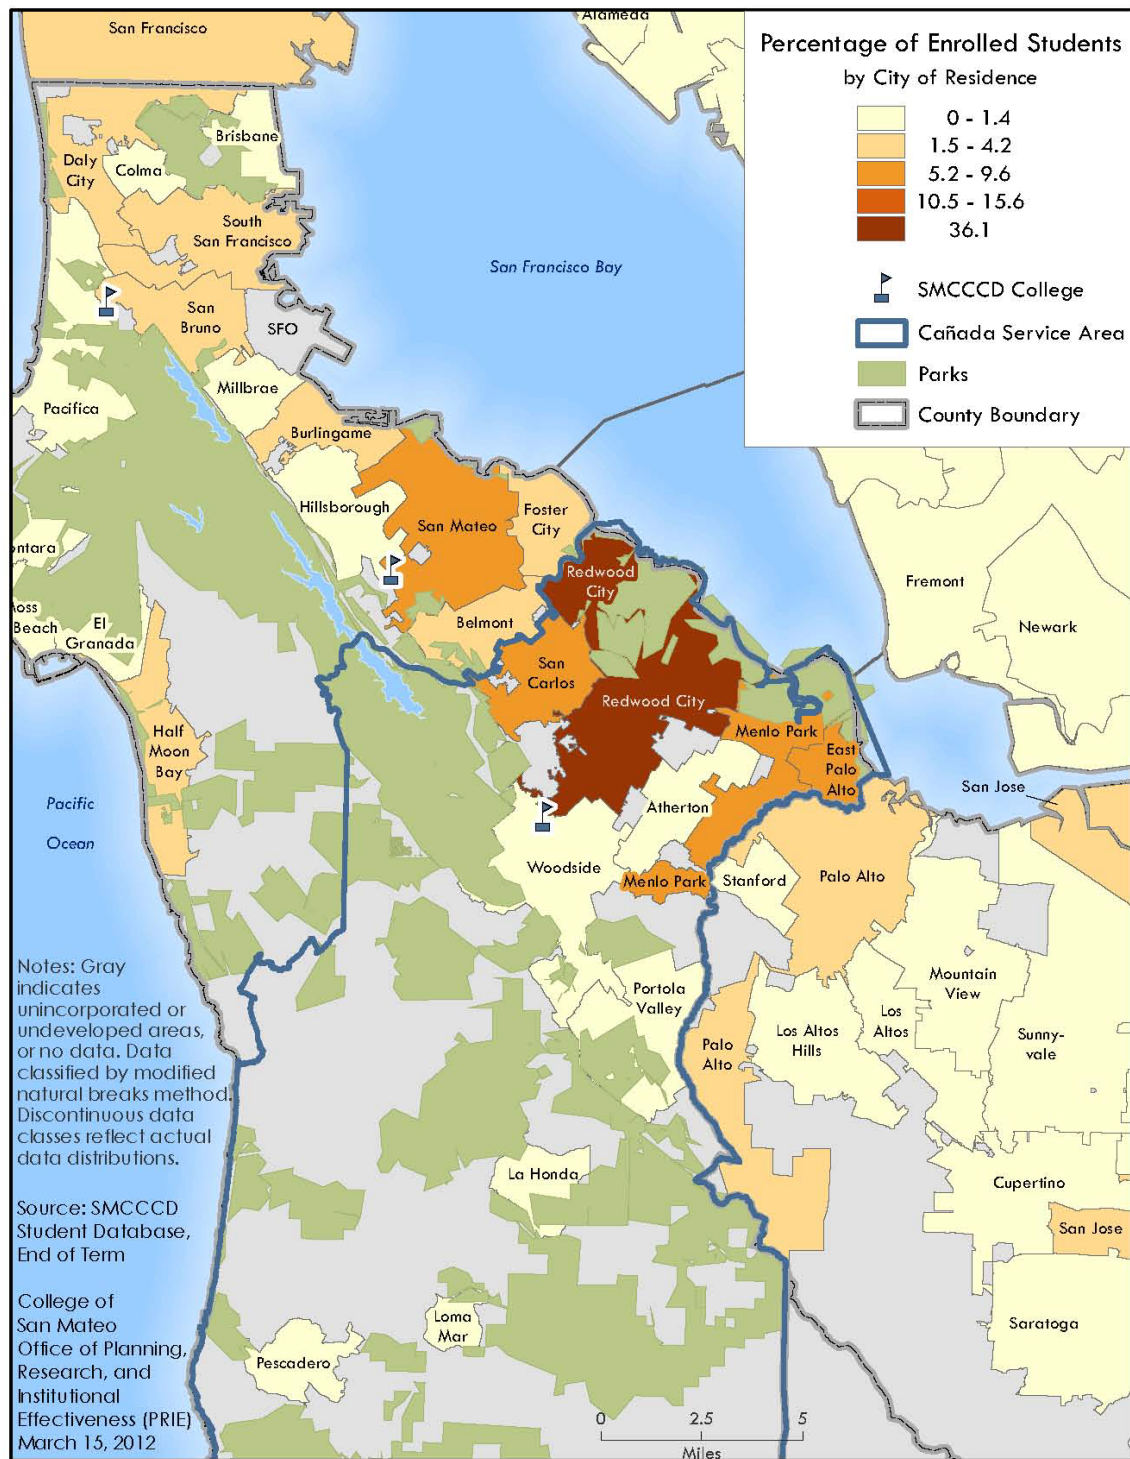 San Francisco
Alameda
Percentage of Enrolled Students
by City of Residence
0 - 1.4
1.5 - 4.2
5.2 - 9.6
10.5 - 15.6
36.1
SMCCCD College
Cañada Service Area
Parks
County Boundary
Brisbane
Daly
City
Colma
South
San Francisco
San Francisco Bay
San
Bruno
SFO
Millbrae
Pacifica
Burlingame
Hillsborough
San Mateo
Foster
City
ontara
Redwood
City
Fremont
oss
Beach
El
Granada
Belmont
Newark
San
Carlos
Redwood City
Half
Moon
Bay
Menlo Park
East
Palo
Alto
San Jose
Pacific
Ocean
Atherton
Woodside
Menlo Park
Stanford
Palo Alto
Notes: Gray
indicates
unincorporated or
undeveloped areas,
or no data. Data
classified by modified
natural breaks method.
Discontinuous data
classes reflect actual
data distributions.
Portola
Valley
Mountain
View
Los Altos
Hills
Los
Altos
Palo
Alto
Sunny-
vale
La Honda
Cupertino
Source: SMCCCD
Student Database,
End of Term
San Jose
College of
San Mateo
Office of Planning,
Research, and
Institutional
Effectiveness (PRIE)
March 15, 2012
Loma
Mar
Saratoga
Pescadero
0 2.5 5
Miles